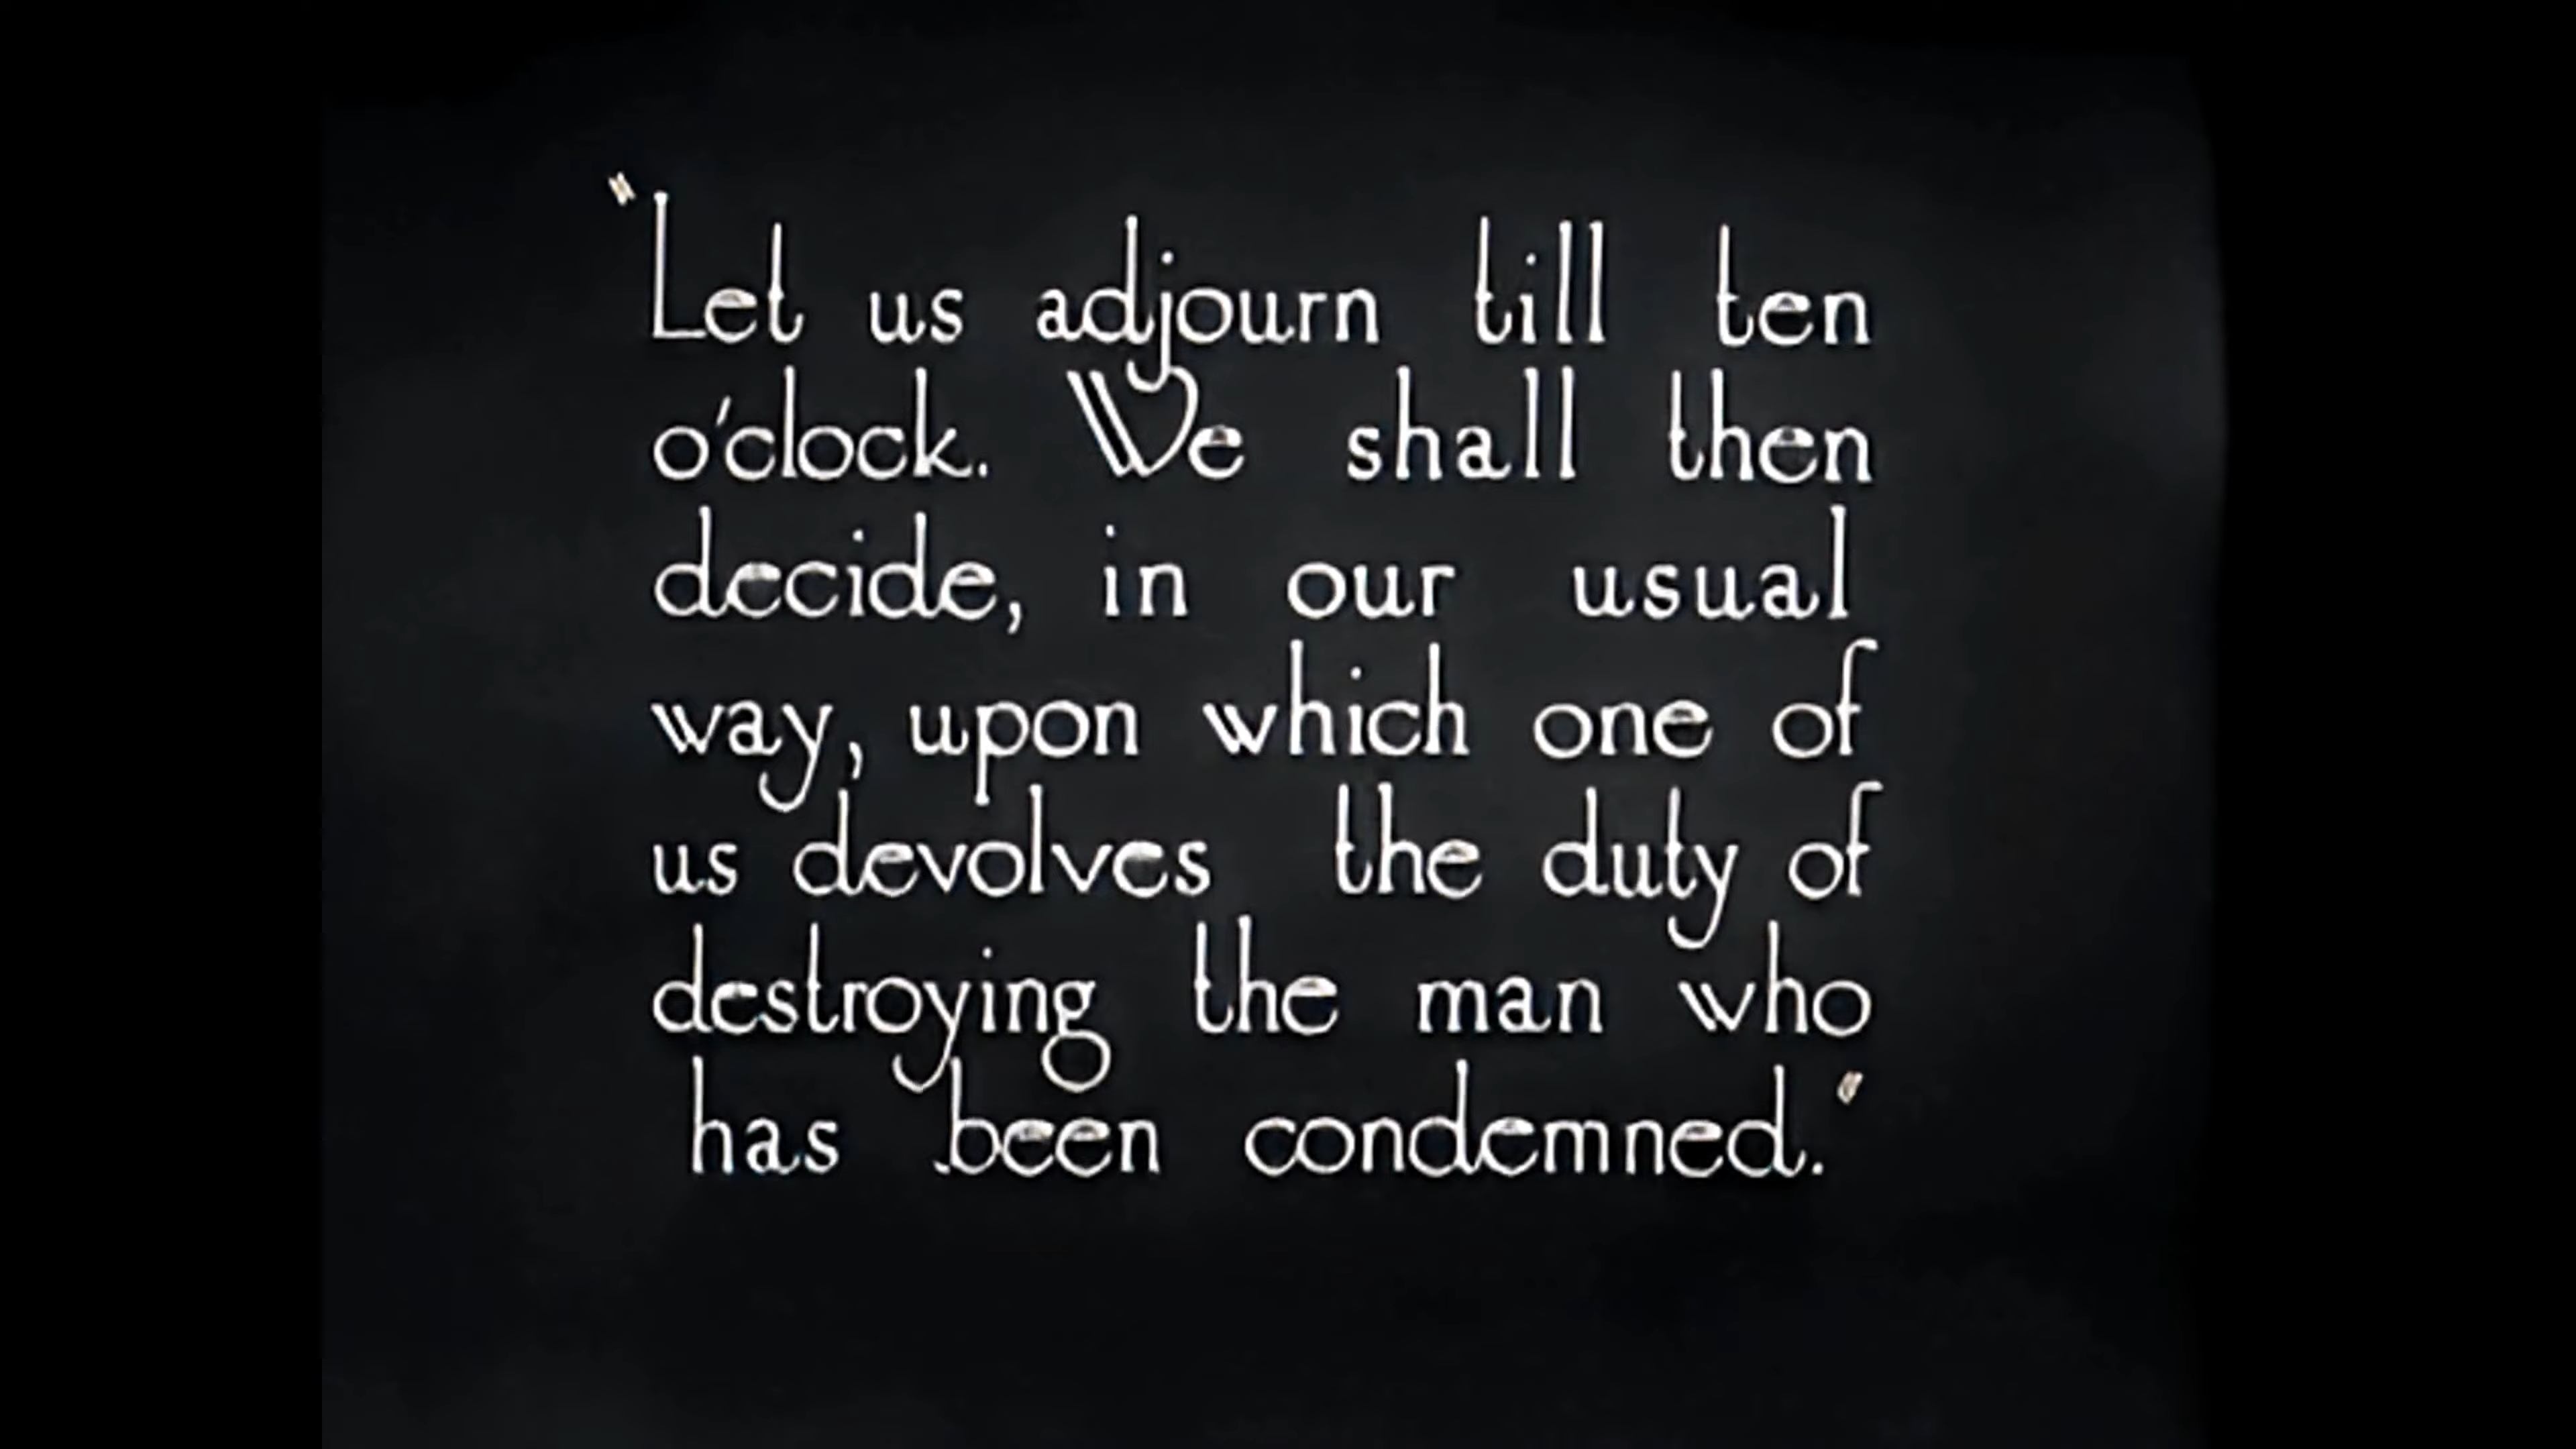 "Let us adjourn till ten
o'clock. We shall then
decide, in our usual
way, upon which one of
us devolves the duty of
destroying the man who
has been condemned."